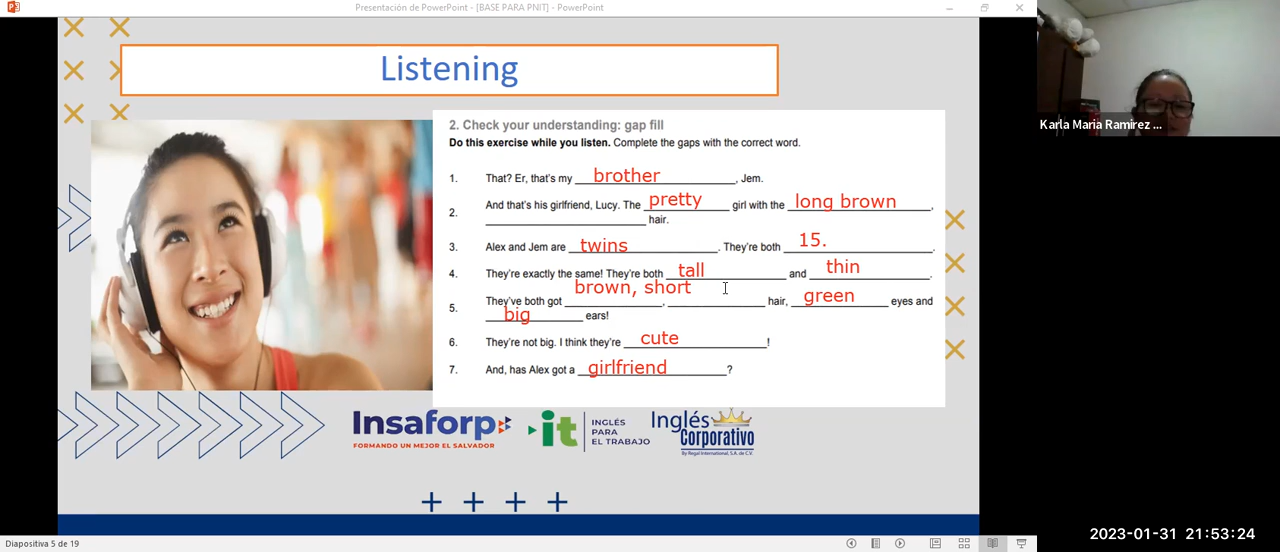 Presentación de PowerPoint - [BASE PARA PNIT] - PowerPoint
Listening
2. Check your understanding: gap fill
Do this exercise while you listen. Complete the gaps with the correct word.
1. That? Er, that's my brother, Jem.
2. And that's his girlfriend, Lucy. The pretty girl with the long brown,
hair.
3. Alex and Jem are twins. They're both 15..
4. They're exactly the same! They're both tall and thin.
brown, short
5. They've both got , hair, green eyes and
big ears!
6. They're not big. I think they're cute!
7. And, has Alex got a girlfriend?
Insaforp
FORMANDO UN MEJOR EL SALVADOR
it INGLÉS PARA EL TRABAJO
Inglés Corporativo
By Regal International, S.A. de C.V.
Karla Maria Ramirez ...
Diapositiva 5 de 19
2023-01-31 21:53:24